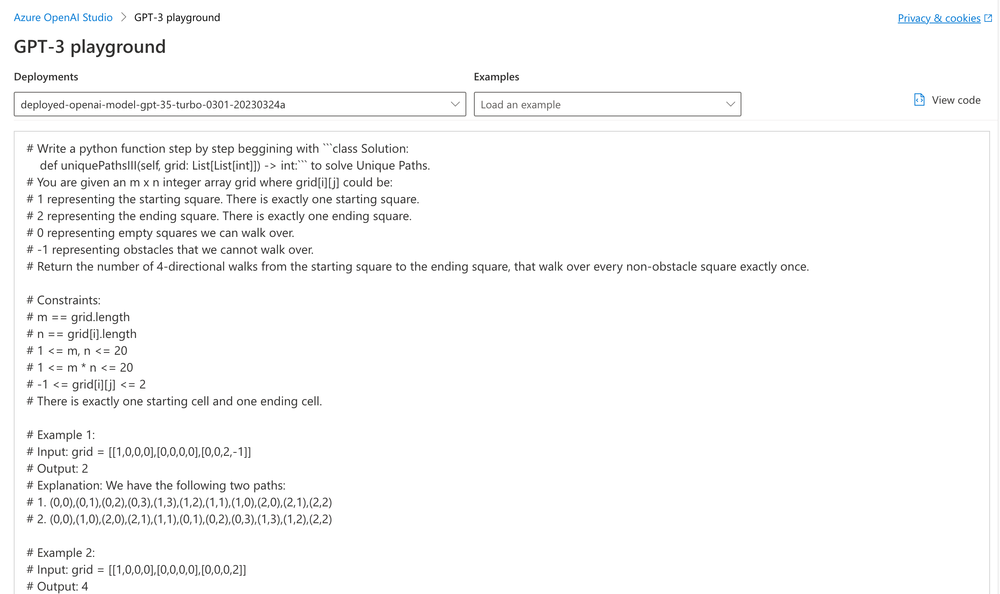 Azure OpenAI Studio > GPT-3 playground
Privacy & cookies
GPT-3 playground
Deployments
Examples
deployed-openai-model-gpt-35-turbo-0301-20230324a
Load an example
View code
# Write a python function step by step beggining with ```class Solution:
    def uniquePathsIII(self, grid: List[List[int]]) -> int:``` to solve Unique Paths.
# You are given an m x n integer array grid where grid[i][j] could be:
# 1 representing the starting square. There is exactly one starting square.
# 2 representing the ending square. There is exactly one ending square.
# 0 representing empty squares we can walk over.
# -1 representing obstacles that we cannot walk over.
# Return the number of 4-directional walks from the starting square to the ending square, that walk over every non-obstacle square exactly once.

# Constraints:
# m == grid.length
# n == grid[i].length
# 1 <= m, n <= 20
# 1 <= m * n <= 20
# -1 <= grid[i][j] <= 2
# There is exactly one starting cell and one ending cell.

# Example 1:
# Input: grid = [[1,0,0,0],[0,0,0,0],[0,0,2,-1]]
# Output: 2
# Explanation: We have the following two paths:
# 1. (0,0),(0,1),(0,2),(0,3),(1,3),(1,2),(1,1),(1,0),(2,0),(2,1),(2,2)
# 2. (0,0),(1,0),(2,0),(2,1),(1,1),(0,1),(0,2),(0,3),(1,3),(1,2),(2,2)

# Example 2:
# Input: grid = [[1,0,0,0],[0,0,0,0],[0,0,0,2]]
# Output: 4